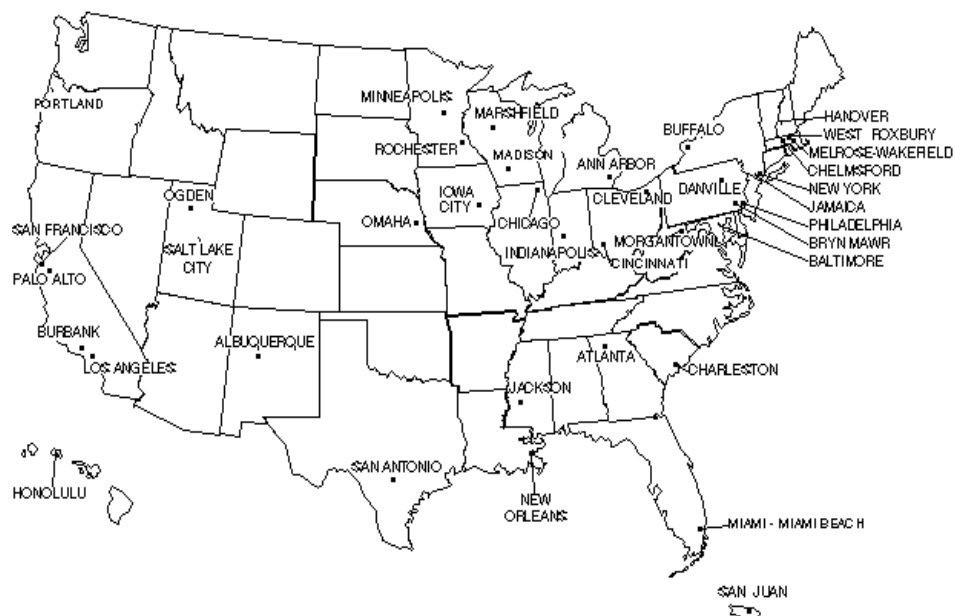 PORTLAND
MINNEAPOLIS
MARSHFIELD
ROCHESTER
MADISON
BUFFALO
ANN ARBOR
HANOVER
WEST ROXBURY
MELROSE-WAKEFIELD
CHELMSFORD
NEW YORK
JAMAICA
PHILADELPHIA
BRYN MAWR
BALTIMORE
OGDEN
SALT LAKE
CITY
OMAHA
IOWA
CITY
CHICAGO
CLEVELAND
DANVILLE
INDIANAPOLIS
CINCINNATI
MORGANTOWN
SAN FRANCISCO
PALO ALTO
BURBANK
LOS ANGELES
ALBUQUERQUE
ATLANTA
CHARLESTON
JACKSON
SAN ANTONIO
NEW
ORLEANS
HONOLULU
MIAMI - MIAMI BEACH
SAN JUAN